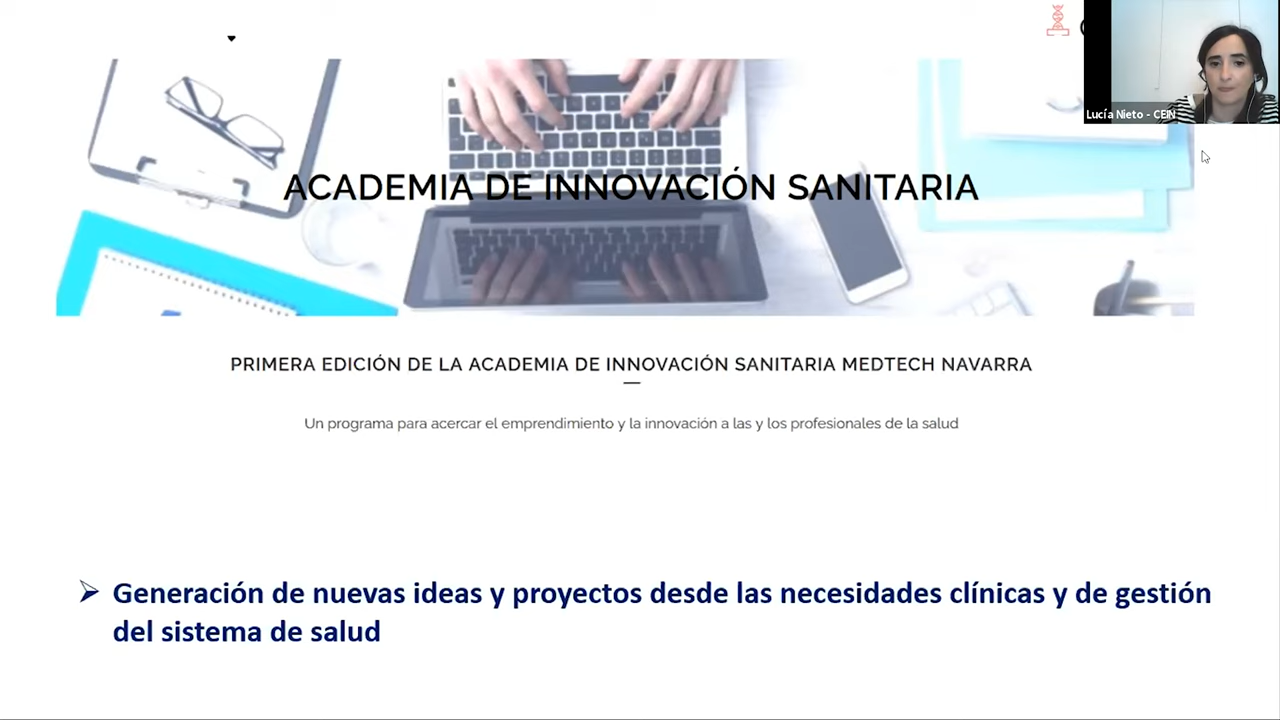 Lucía Nieto - CEIN
ACADEMIA DE INNOVACIÓN SANITARIA
PRIMERA EDICIÓN DE LA ACADEMIA DE INNOVACIÓN SANITARIA MEDTECH NAVARRA
Un programa para acercar el emprendimiento y la innovación a las y los profesionales de la salud
Generación de nuevas ideas y proyectos desde las necesidades clínicas y de gestión
del sistema de salud